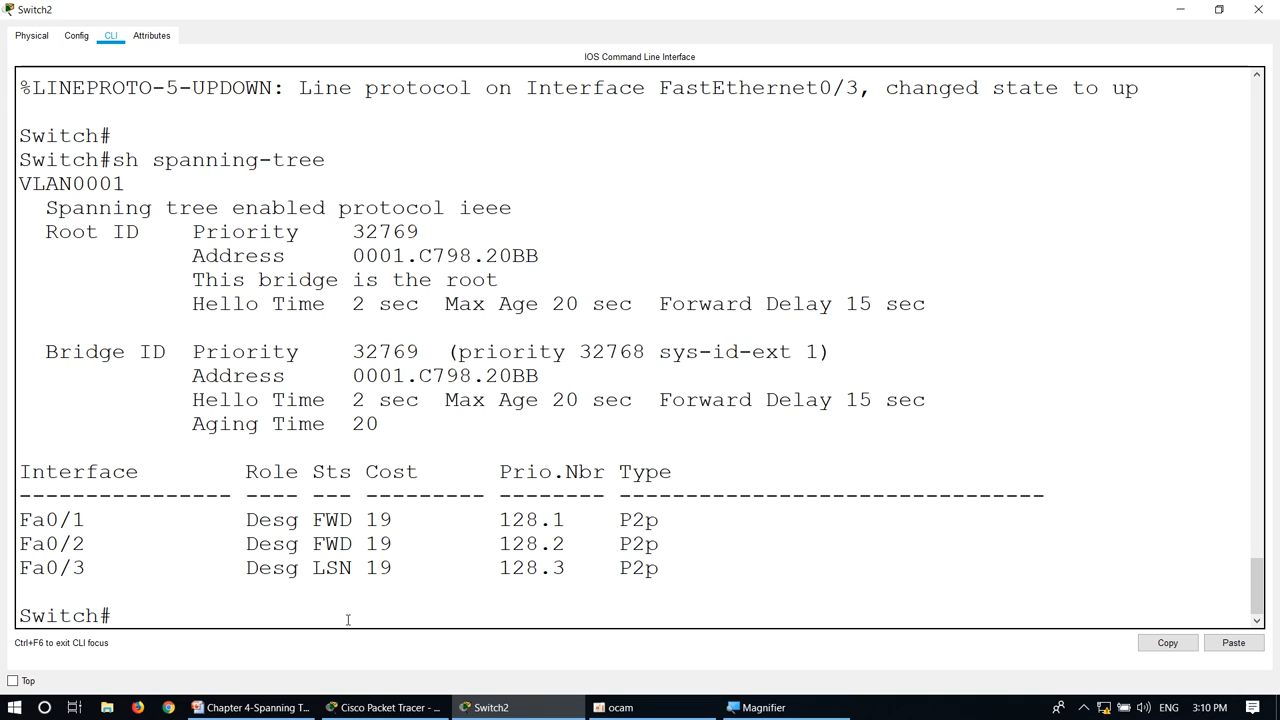 Switch2
Physical Config CLI Attributes
IOS Command Line Interface
%LINEPROTO-5-UPDOWN: Line protocol on Interface FastEthernet0/3, changed state to up
Switch#
Switch#sh spanning-tree
VLAN0001
Spanning tree enabled protocol ieee
Root ID Priority 32769
Address 0001.C798.20BB
This bridge is the root
Hello Time 2 sec Max Age 20 sec Forward Delay 15 sec
Bridge ID Priority 32769 (priority 32768 sys-id-ext 1)
Address 0001.C798.20BB
Hello Time 2 sec Max Age 20 sec Forward Delay 15 sec
Aging Time 20
Interface Role Sts Cost Prio.Nbr Type
---------------- ---- --- --------- -------- --------------------------------
Fa0/1 Desg FWD 19 128.1 P2p
Fa0/2 Desg FWD 19 128.2 P2p
Fa0/3 Desg LSN 19 128.3 P2p
Switch#
Ctrl+F6 to exit CLI focus
Copy Paste
Top
Chapter 4-Spanning T... Cisco Packet Tracer - ... Switch2 ocam Magnifier ENG 3:10 PM